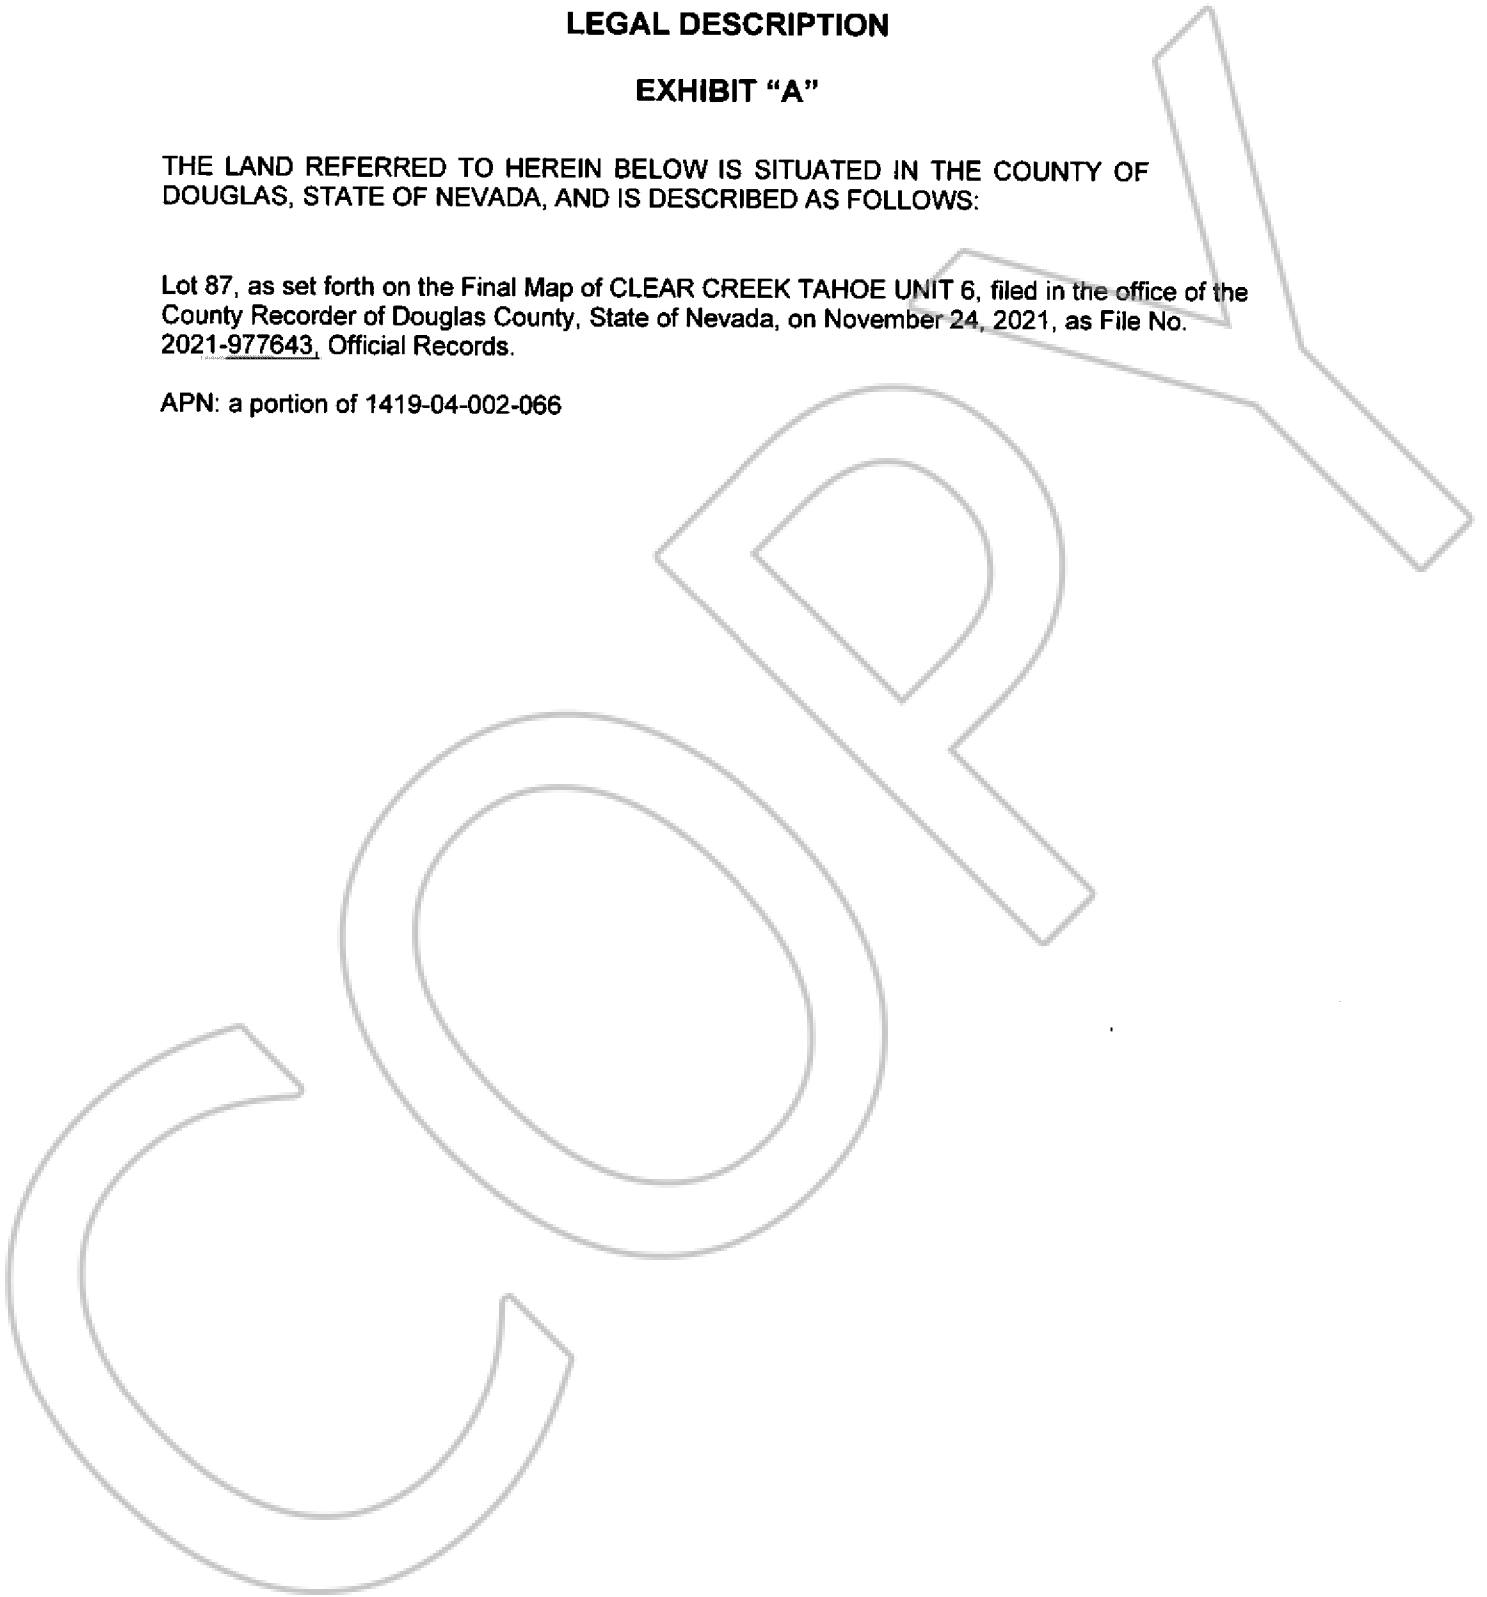 LEGAL DESCRIPTION
EXHIBIT “A”
THE LAND REFERRED TO HEREIN BELOW IS SITUATED IN THE COUNTY OF
DOUGLAS, STATE OF NEVADA, AND IS DESCRIBED AS FOLLOWS:
Lot 87, as set forth on the Final Map of CLEAR CREEK TAHOE UNIT 6, filed in the office of the
County Recorder of Douglas County, State of Nevada, on November 24, 2021, as File No.
2021-977643, Official Records.
APN: a portion of 1419-04-002-066
COPY